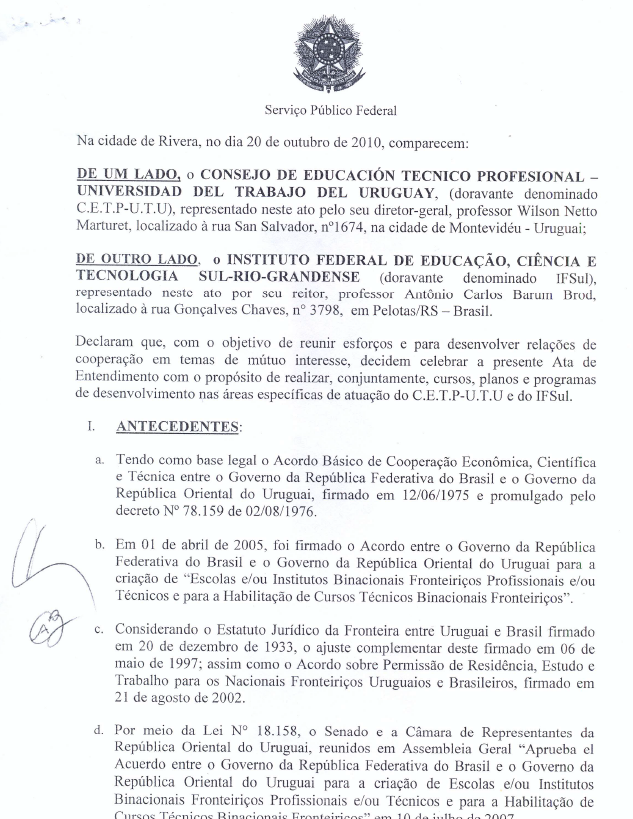 Serviço Público Federal
Na cidade de Rivera, no dia 20 de outubro de 2010, comparecem:
DE UM LADO, o CONSEJO DE EDUCACIÓN TECNICO PROFESIONAL –
UNIVERSIDAD DEL TRABAJO DEL URUGUAY, (doravante denominado
C.E.T.P-U.T.U), representado neste ato pelo seu diretor-geral, professor Wilson Netto
Marturet, localizado à rua San Salvador, nº1674, na cidade de Montevidéu - Uruguai;
DE OUTRO LADO, o INSTITUTO FEDERAL DE EDUCAÇÃO, CIÊNCIA E
TECNOLOGIA SUL-RIO-GRANDENSE (doravante denominado IFSul),
representado neste ato por seu reitor, professor Antônio Carlos Barum Brod,
localizado à rua Gonçalves Chaves, n° 3798, em Pelotas/RS – Brasil.
Declaram que, com o objetivo de reunir esforços e para desenvolver relações de
cooperação em temas de mútuo interesse, decidem celebrar a presente Ata de
Entendimento com o propósito de realizar, conjuntamente, cursos, planos e programas
de desenvolvimento nas áreas específicas de atuação do C.E.T.P-U.T.U e do IFSul.
I. ANTECEDENTES:
a. Tendo como base legal o Acordo Básico de Cooperação Econômica, Científica
e Técnica entre o Governo da República Federativa do Brasil e o Governo da
República Oriental do Uruguai, firmado em 12/06/1975 e promulgado pelo
decreto N° 78.159 de 02/08/1976.
b. Em 01 de abril de 2005, foi firmado o Acordo entre o Governo da República
Federativa do Brasil e o Governo da República Oriental do Uruguai para a
criação de “Escolas e/ou Institutos Binacionais Fronteiriços Profissionais e/ou
Técnicos e para a Habilitação de Cursos Técnicos Binacionais Fronteiriços”.
c. Considerando o Estatuto Jurídico da Fronteira entre Uruguai e Brasil firmado
em 20 de dezembro de 1933, o ajuste complementar deste firmado em 06 de
maio de 1997; assim como o Acordo sobre Permissão de Residência, Estudo e
Trabalho para os Nacionais Fronteiriços Uruguaios e Brasileiros, firmado em
21 de agosto de 2002.
d. Por meio da Lei N° 18.158, o Senado e a Câmara de Representantes da
República Oriental do Uruguai, reunidos em Assembleia Geral “Aprueba el
Acuerdo entre o Governo da República Federativa do Brasil e o Governo da
República Oriental do Uruguai para a criação de Escolas e/ou Institutos
Binacionais Fronteiriços Profissionais e/ou Técnicos e para a Habilitação de
Cursos Técnicos Binacionais Fronteiriços” em 10 de julho de 2007